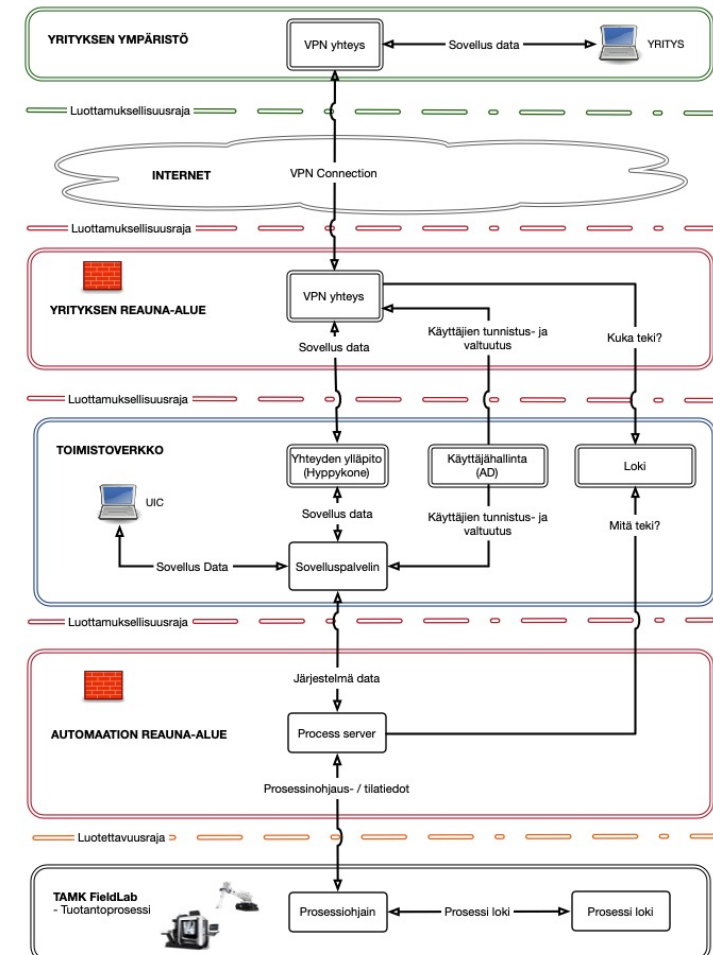 YRITYKSEN YMPÄRISTÖ
VPN yhteys
Sovellus data
YRITYS
Luottamuksellisuusraja
INTERNET
VPN Connection
Luottamuksellisuusraja
VPN yhteys
YRITYKSEN REAUNA-ALUE
Sovellus data
Käyttäjien tunnistus- ja
valtuutus
Kuka teki?
Luottamuksellisuusraja
TOIMISTOVERKKO
Yhteyden ylläpito
(Hyppykone)
Käyttäjähallinta
(AD)
Loki
UIC
Sovellus data
Käyttäjien tunnistus- ja
valtuutus
Mitä teki?
Sovellus Data
Sovelluspalvelin
Luottamuksellisuusraja
Järjestelmä data
AUTOMAATION REAUNA-ALUE
Process server
Prosessinohjaus- / tilatiedot
Luotettavuusraja
TAMK FieldLab
- Tuotantoprosessi
Prosessiohjain
Prosessi loki
Prosessi loki